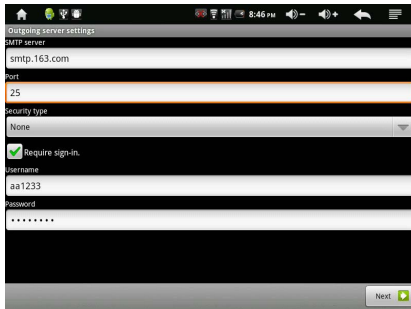 8:46 PM
Outgoing server settings
SMTP server
smtp.163.com
Port
25
Security type
None
Require sign-in.
Username
aa1233
Password
••••••••
Next